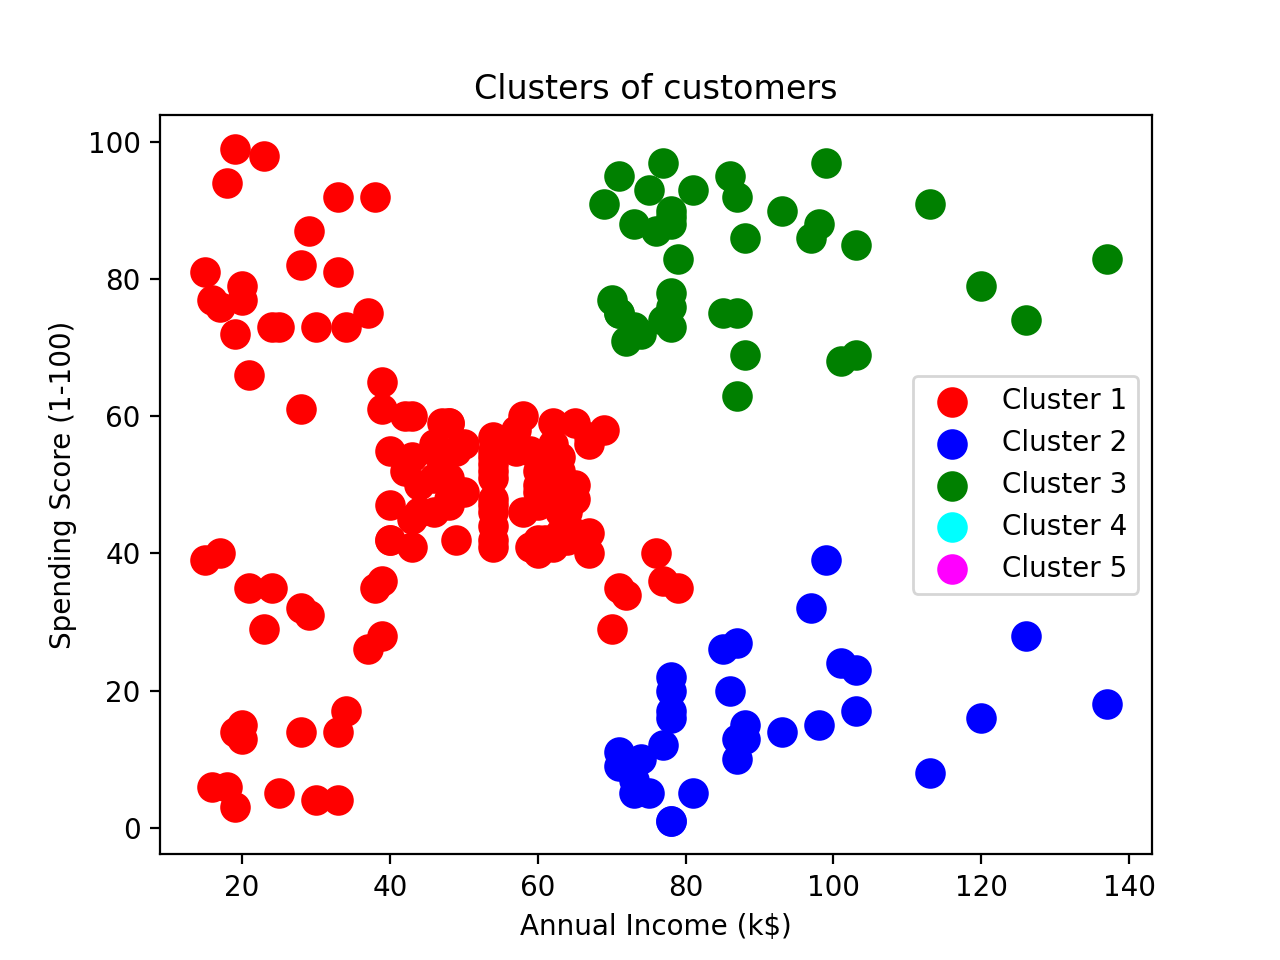 Clusters of customers
Spending Score (1-100)
100
80
60
40
20
0
Cluster 1
Cluster 2
Cluster 3
Cluster 4
Cluster 5
20 40 60 80 100 120 140
Annual Income (k$)